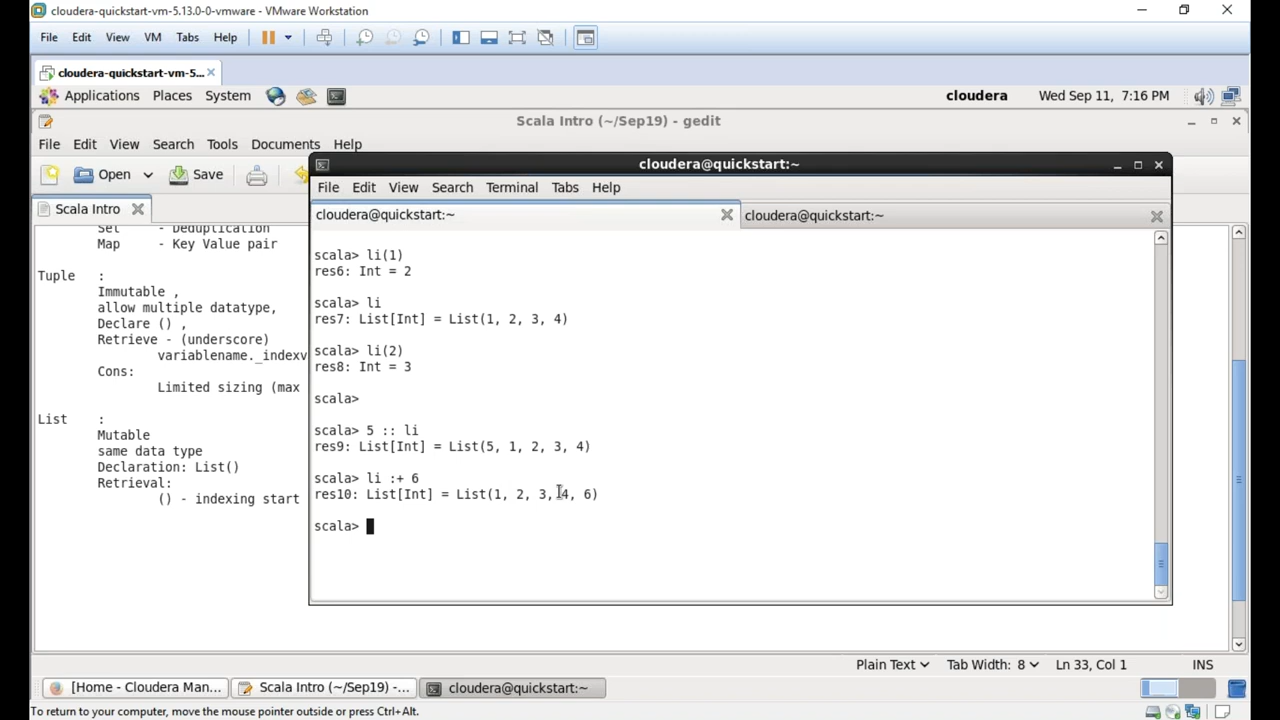 cloudera-quickstart-vm-5.13.0-0-vmware - VMware Workstation
File Edit View VM Tabs Help
cloudera-quickstart-vm-5...
Applications Places System cloudera Wed Sep 11, 7:16 PM
Scala Intro (~/Sep19) - gedit
File Edit View Search Tools Documents Help
Open Save
Scala Intro
Set - Deduplication
Map - Key Value pair
Tuple :
Immutable ,
allow multiple datatype,
Declare () ,
Retrieve - (underscore)
variablename._indexv
Cons:
Limited sizing (max
List :
Mutable
same data type
Declaration: List()
Retrieval:
() - indexing start
cloudera@quickstart:~
File Edit View Search Terminal Tabs Help
cloudera@quickstart:~ cloudera@quickstart:~
scala> li(1)
res6: Int = 2
scala> li
res7: List[Int] = List(1, 2, 3, 4)
scala> li(2)
res8: Int = 3
scala>
scala> 5 :: li
res9: List[Int] = List(5, 1, 2, 3, 4)
scala> li :+ 6
res10: List[Int] = List(1, 2, 3, 4, 6)
scala>
Plain Text Tab Width: 8 Ln 33, Col 1 INS
[Home - Cloudera Man... Scala Intro (~/Sep19) -... cloudera@quickstart:~
To return to your computer, move the mouse pointer outside or press Ctrl+Alt.